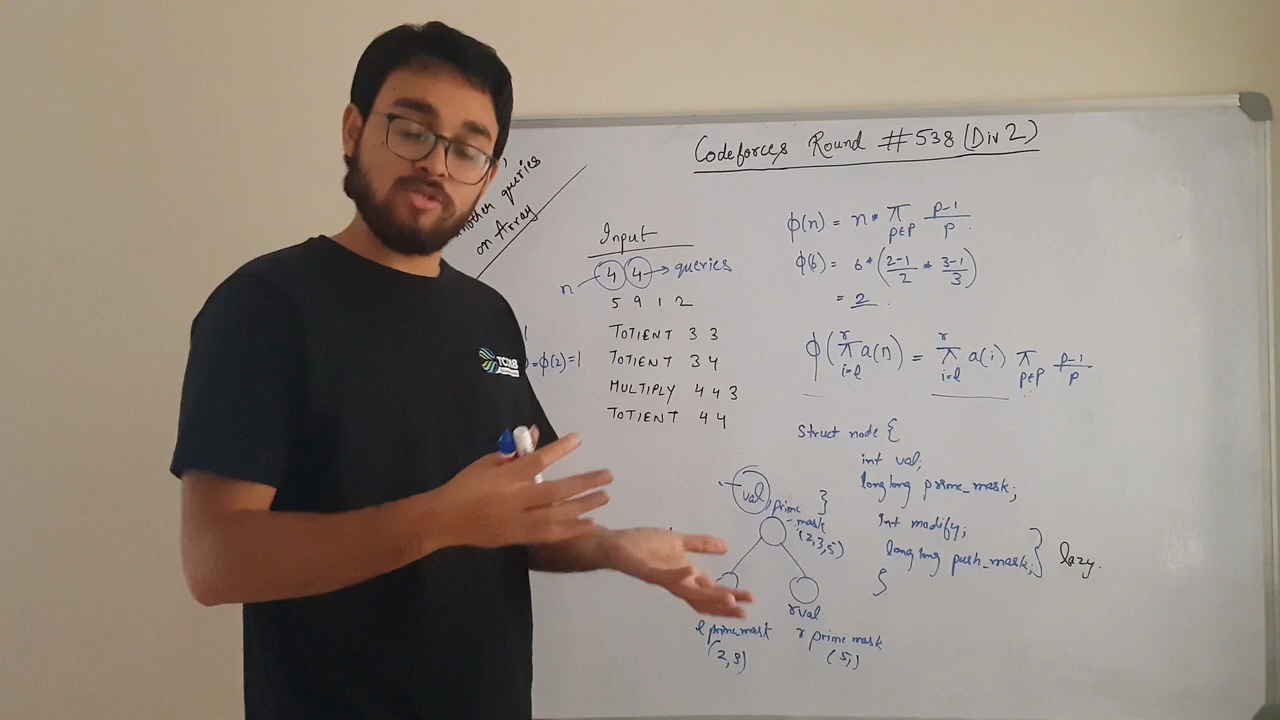 Codeforces Round #538 (Div 2)
another queries
on Array
Input
n 4 4 → queries
5 9 1 2
TOTIENT 3 3
TOTIENT 3 4
MULTIPLY 4 4 3
TOTIENT 4 4
=φ(2)=1
φ(n) = n * π p∈P p-1/p
φ(6) = 6 * (2-1/2 * 3-1/3)
= 2
φ(π i=l r a(i)) = π i=l r a(i) π p∈P p-1/p
Struct node {
int val;
long long prime_mask;
int modify;
long long push_mask;
} lazy.
}
val, prime }
-mask
(2,3,5)
rval
l prime mask r prime mask
(2,3) (5,)